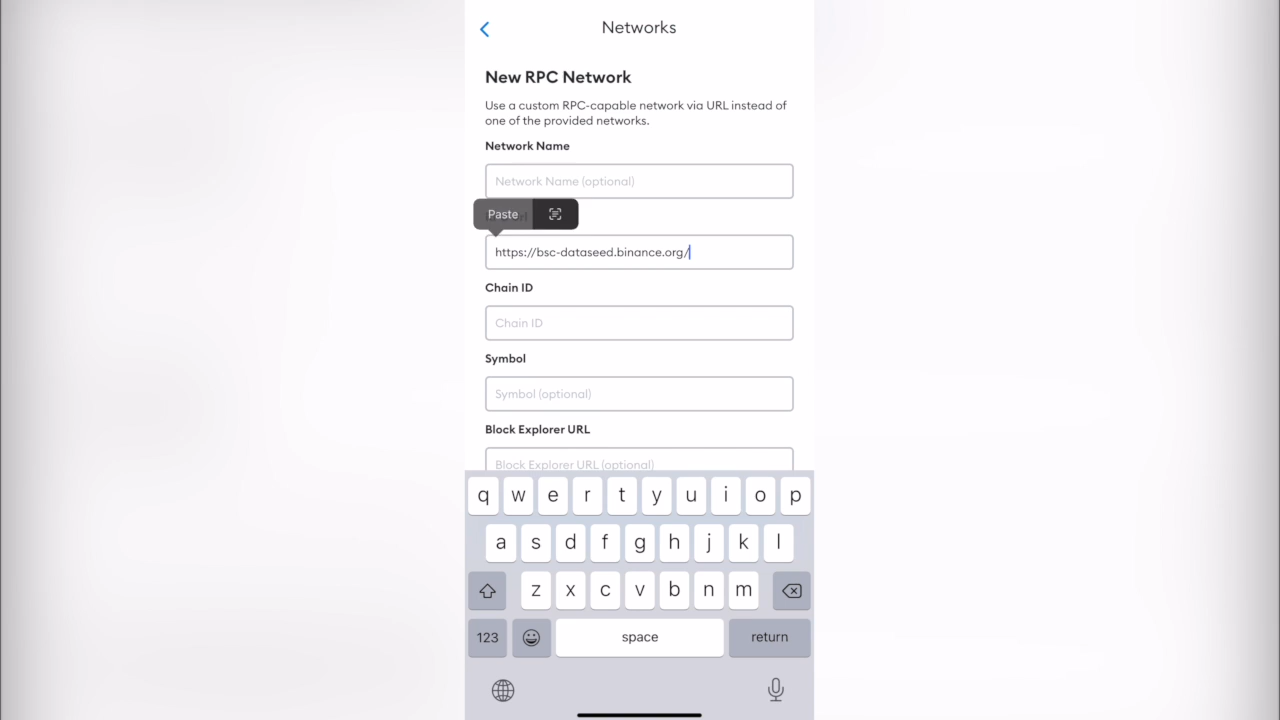 Networks
New RPC Network
Use a custom RPC-capable network via URL instead of
one of the provided networks.
Network Name
Network Name (optional)
Paste
https://bsc-dataseed.binance.org/
Chain ID
Chain ID
Symbol
Symbol (optional)
Block Explorer URL
Block Explorer URL (optional)
q w e r t y u i o p
a s d f g h j k l
z x c v b n m
123 space return